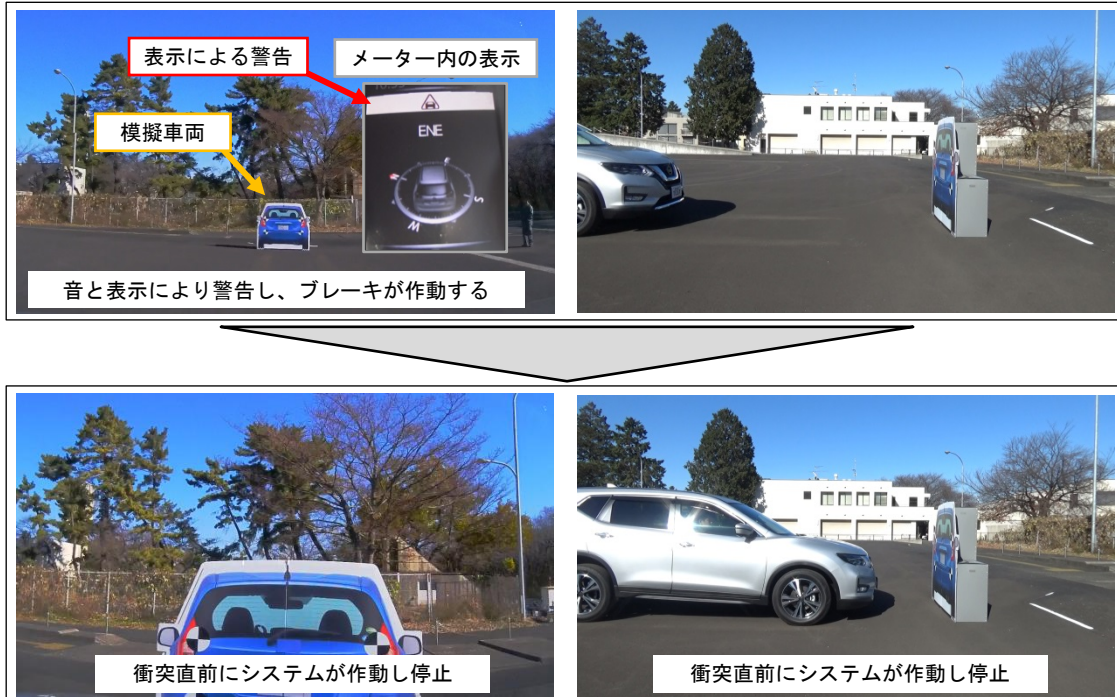 表示による警告
メーター内の表示
ENE
模擬車両
S
W
音と表示により警告し、ブレーキが作動する
衝突直前にシステムが作動し停止
衝突直前にシステムが作動し停止